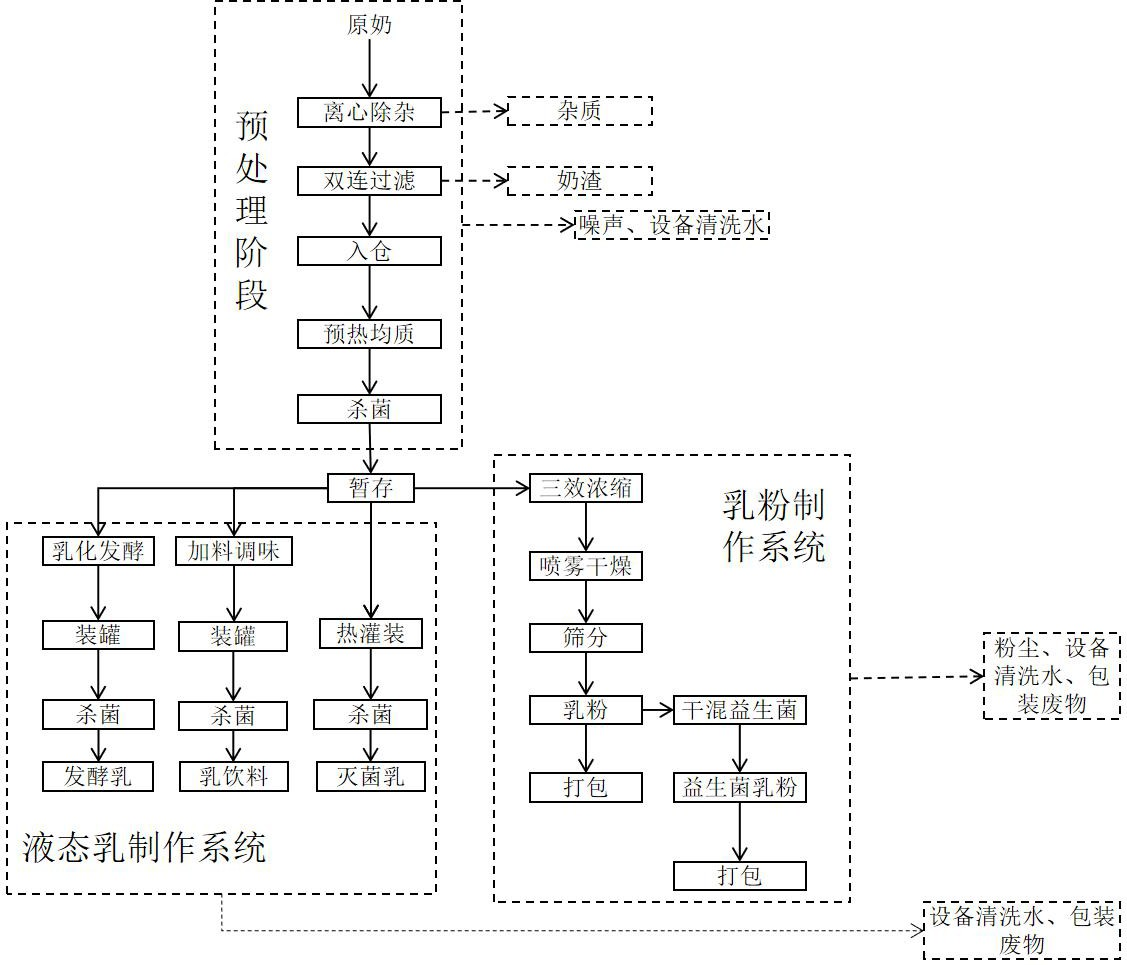 原奶
预处理阶段
离心除杂
杂质
双连过滤
奶渣
噪声、设备清洗水
入仓
预热均质
杀菌
暂存
乳化发酵
加料调味
热灌装
装罐
装罐
杀菌
杀菌
杀菌
发酵乳
乳饮料
灭菌乳
液态乳制作系统
三效浓缩
乳粉制
作系统
喷雾干燥
筛分
乳粉
干混益生菌
打包
益生菌乳粉
打包
粉尘、设备
清洗水、包
装废物
设备清洗水、包装
废物